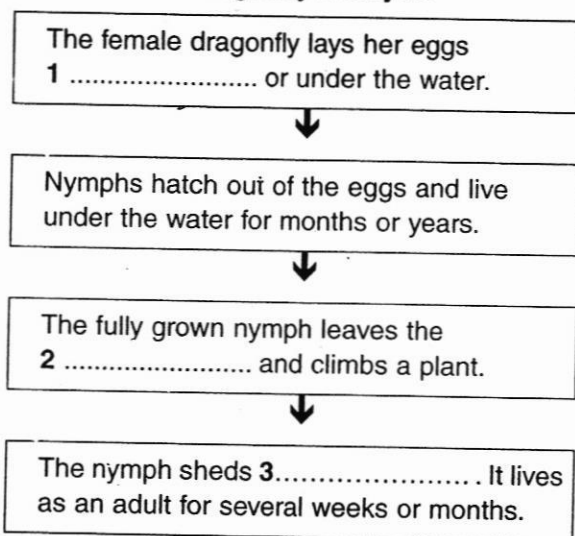 The female dragonfly lays her eggs
1 .......................... or under the water.
Nymphs hatch out of the eggs and live
under the water for months or years.
The fully grown nymph leaves the
2 .......................... and climbs a plant.
The nymph sheds 3............................ It lives
as an adult for several weeks or months.